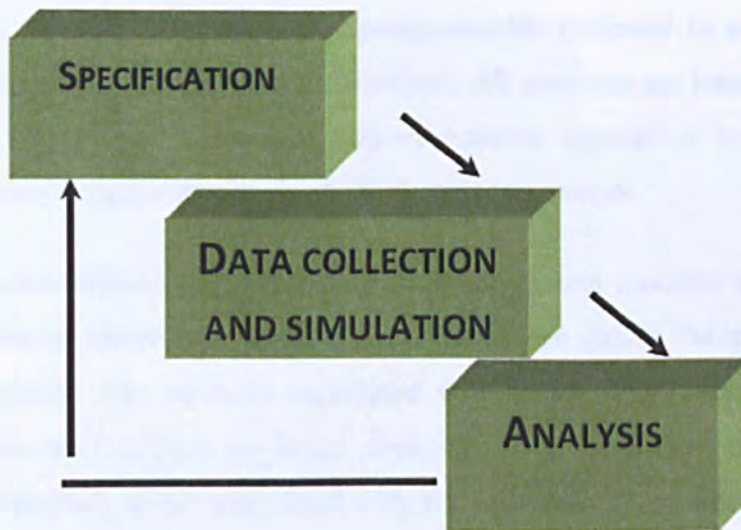 SPECIFICATION
DATA COLLECTION
AND SIMULATION
ANALYSIS